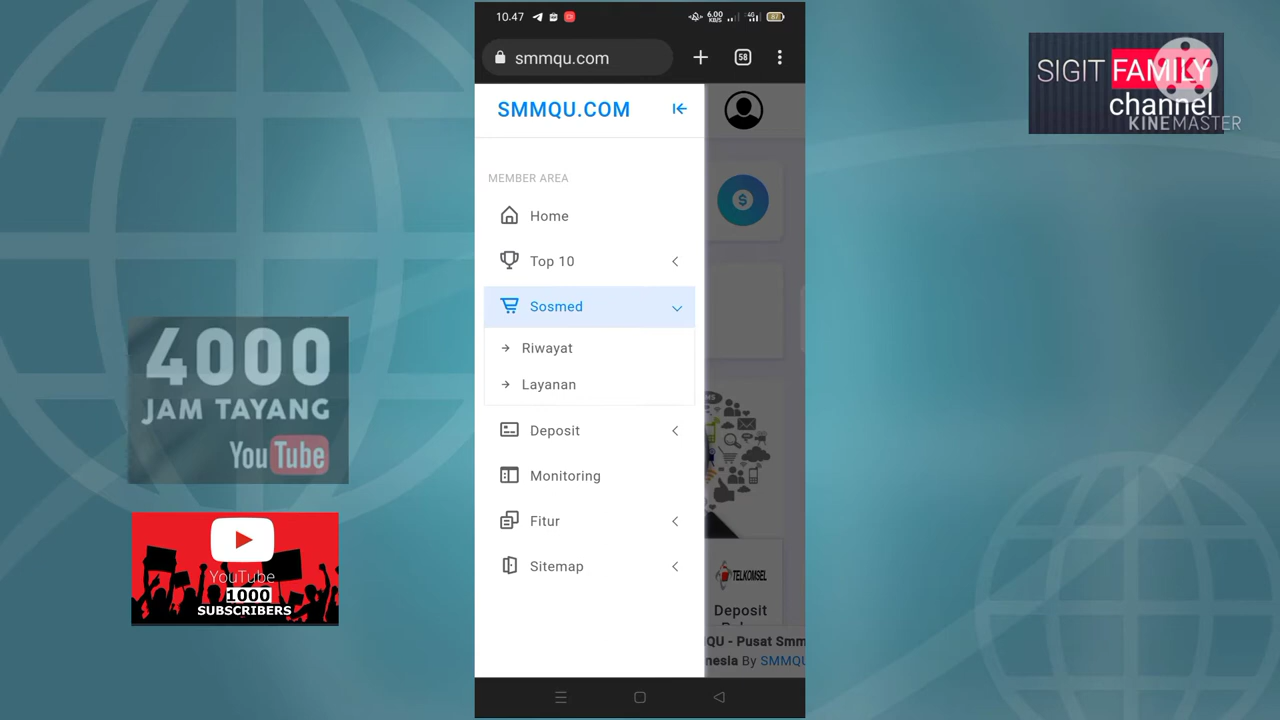 10.47
6.00
KB/S
4G
87
smmqu.com
58
SMMQU.COM
MEMBER AREA
Home
Top 10
Sosmed
Riwayat
Layanan
Deposit
Monitoring
Fitur
Sitemap
$
TELKOMSEL
Deposit
QU - Pusat Smm
nesia By SMMQU
SIGIT FAMILY
channel
KINEMASTER
4000
JAM TAYANG
YouTube
YouTube
1000
SUBSCRIBERS